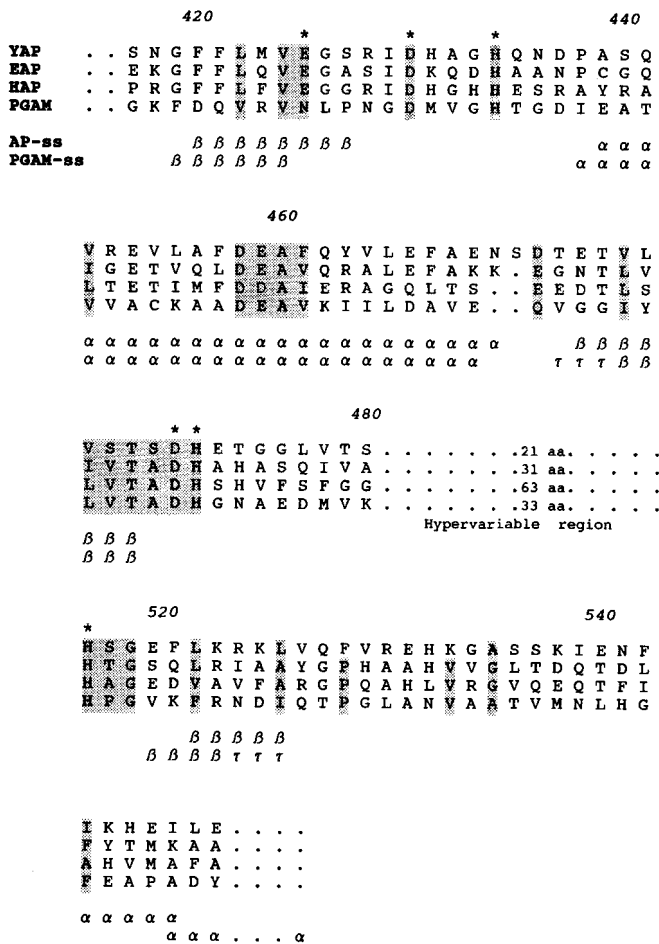 420 440
* * *
YAP . . S N G F F L M V E G S R I D H A G H Q N D P A S Q
EAP . . E K G F F L Q V E G A S I D K Q D H A A N P C G Q
HAP . . P R G F F L F V E G G R I D H G H H E S R A Y R A
PGAM . . G K F D Q V R V N L P N G D M V G H T G D I E A T
AP-ss β β β β β β β β α α α
PGAM-ss β β β β β β α α α α
460
V R E V L A F D E A F Q Y V L E F A E N S D T E T V L
I G E T V Q L D E A V Q R A L E F A K K . E G N T L V
L T E T I M F D D A I E R A G Q L T S . . E E D T L S
V V A C K A A D E A V K I I L D A V E . . Q V G G I Y
α α α α α α α α α α α α α α α α α α β β β β
α α α α α α α α α α α α α α α α α τ τ τ β β
480
* *
V S T S D H E T G G L V T S . . . . . . . 21 aa . . . . .
I V T A D H A H A S Q I V A . . . . . . . 31 aa . . . . .
L V T A D H S H V F S F G G . . . . . . . 63 aa . . . . .
L V T A D H G N A E D M V K . . . . . . . 33 aa . . . . .
Hypervariable region
β β β
β β β
520 540
*
H S G E F L K R K L V Q F V R E H K G A S S K I E N F
H T G S Q L R I A A Y G P H A A H V V G L T D Q T D L
H A G E D V A V F A R G P Q A H L V R G V Q E Q T F I
H P G V K F R N D I Q T P G L A N V A A T V M N L H G
β β β β β
β β β β τ τ τ
I K H E I L E . . . .
F Y T M K A A . . . .
A H V M A F A . . . .
F E A P A D Y . . . .
α α α α α
α α α . . . α